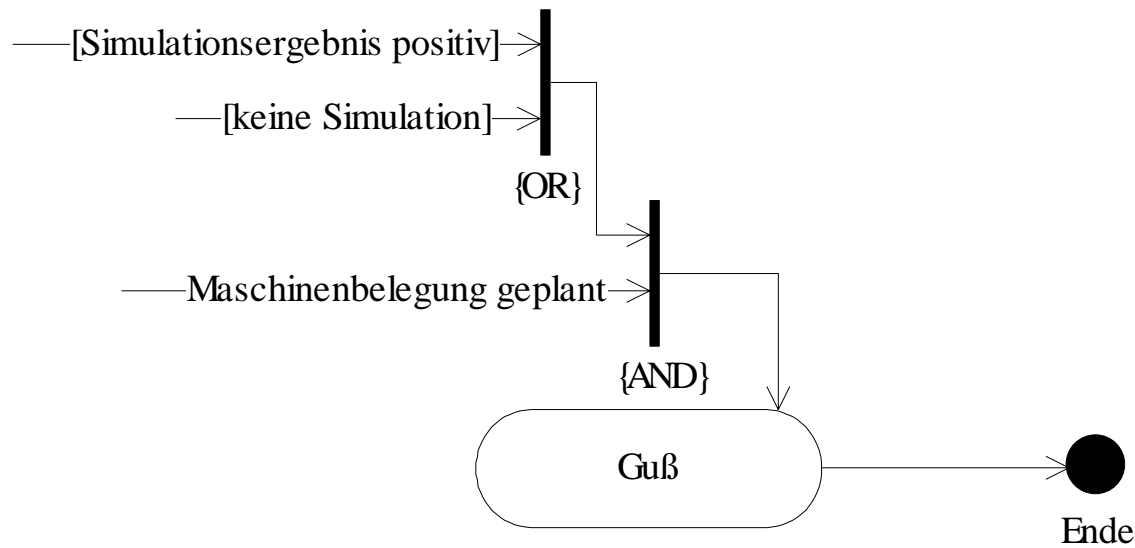 [Simulationsergebnis positiv]
[keine Simulation]
{OR}
Maschinenbelegung geplant
{AND}
Guß
Ende